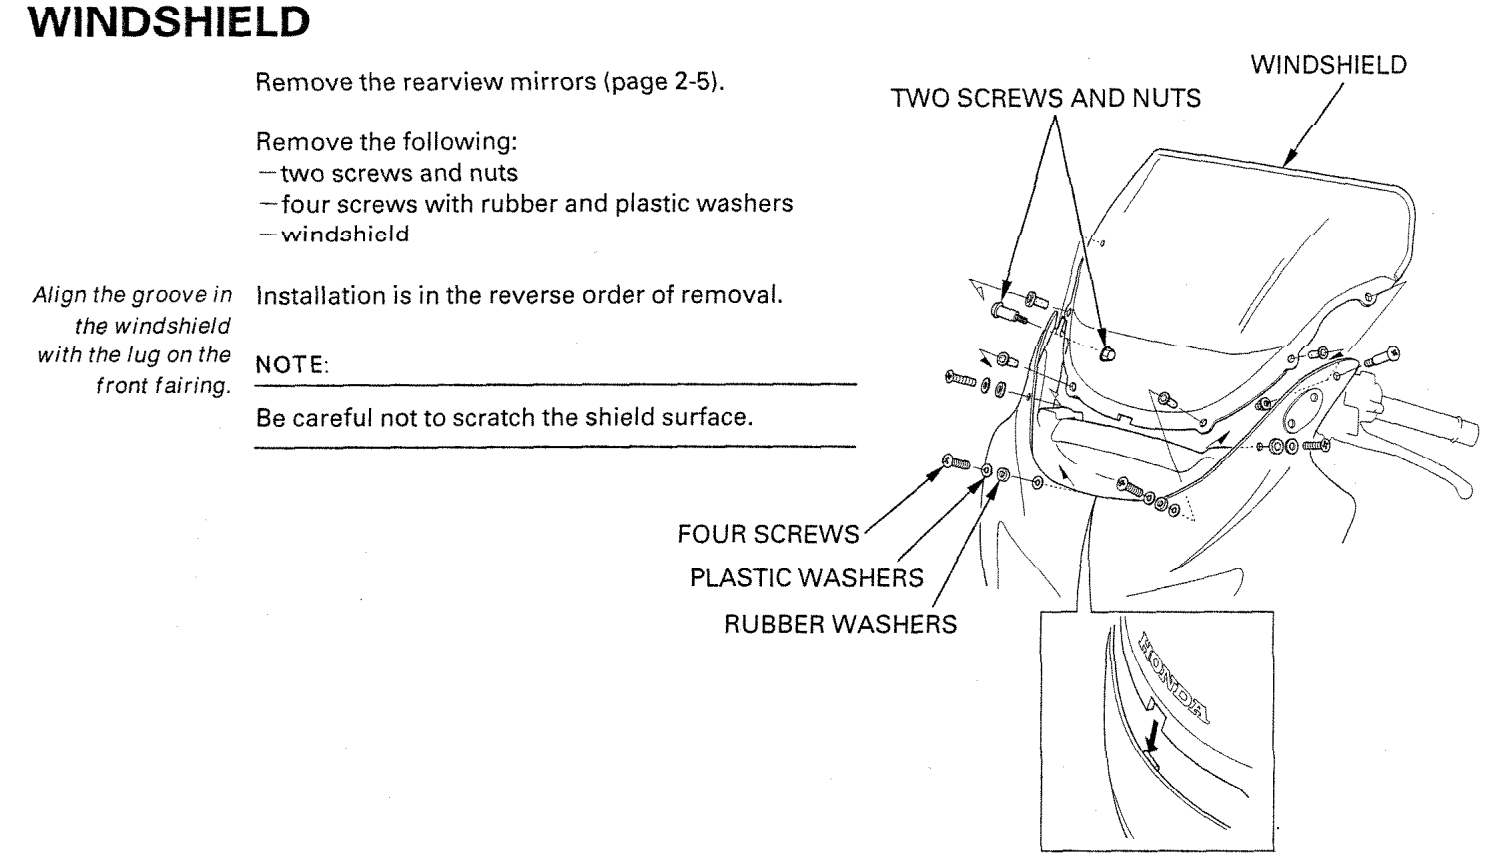 WINDSHIELD
Remove the rearview mirrors (page 2-5).
Remove the following:
—two screws and nuts
—four screws with rubber and plastic washers
—windshield
Align the groove in
the windshield
with the lug on the
front fairing.
Installation is in the reverse order of removal.
NOTE:
Be careful not to scratch the shield surface.
WINDSHIELD
TWO SCREWS AND NUTS
FOUR SCREWS
PLASTIC WASHERS
RUBBER WASHERS
HONDA